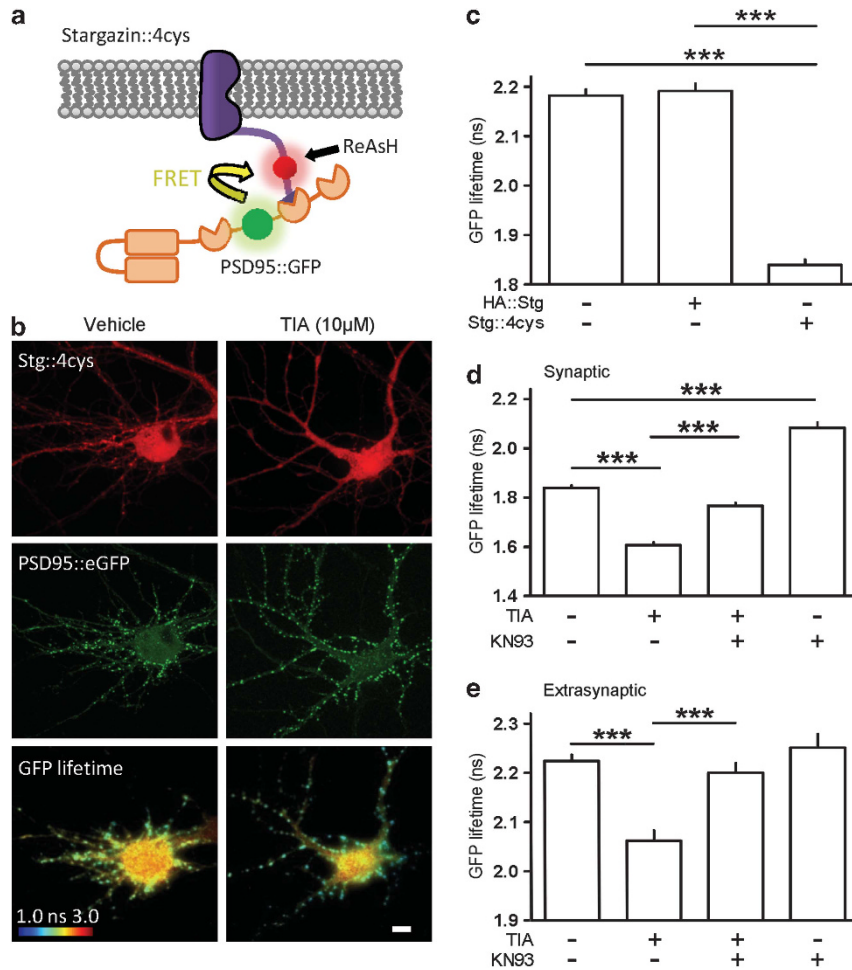 a
Stargazin::4cys
ReAsH
FRET
PSD95::GFP
b
Vehicle TIA (10µM)
Stg::4cys
PSD95::eGFP
GFP lifetime
1.0 ns 3.0
c
***
***
GFP lifetime (ns)
2.2
2.1
2.0
1.9
1.8
HA::Stg - + -
Stg::4cys - - +
d
Synaptic
***
***
***
GFP lifetime (ns)
2.2
2.0
1.8
1.6
1.4
TIA - + + -
KN93 - - + +
e
Extrasynaptic
***
***
GFP lifetime (ns)
2.3
2.2
2.1
2.0
1.9
TIA - + + -
KN93 - - + +